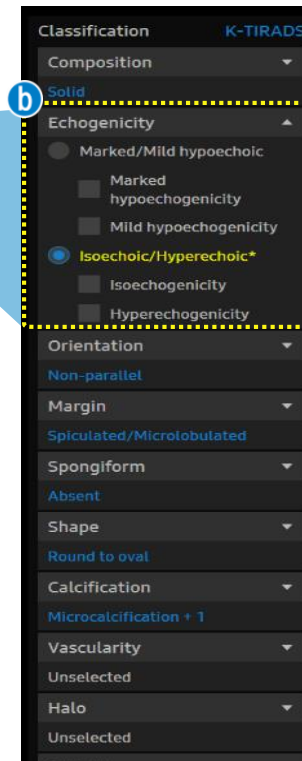 Classification K-TIRADS
Composition
Solid
b
Echogenicity
Marked/Mild hypoechoic
Marked
hypoechogenicity
Mild hypoechogenicity
Isoechoic/Hyperechoic*
Isoechogenicity
Hyperechogenicity
Orientation
Non-parallel
Margin
Spiculated/Microlobulated
Spongiform
Absent
Shape
Round to oval
Calcification
Microcalcification + 1
Vascularity
Unselected
Halo
Unselected